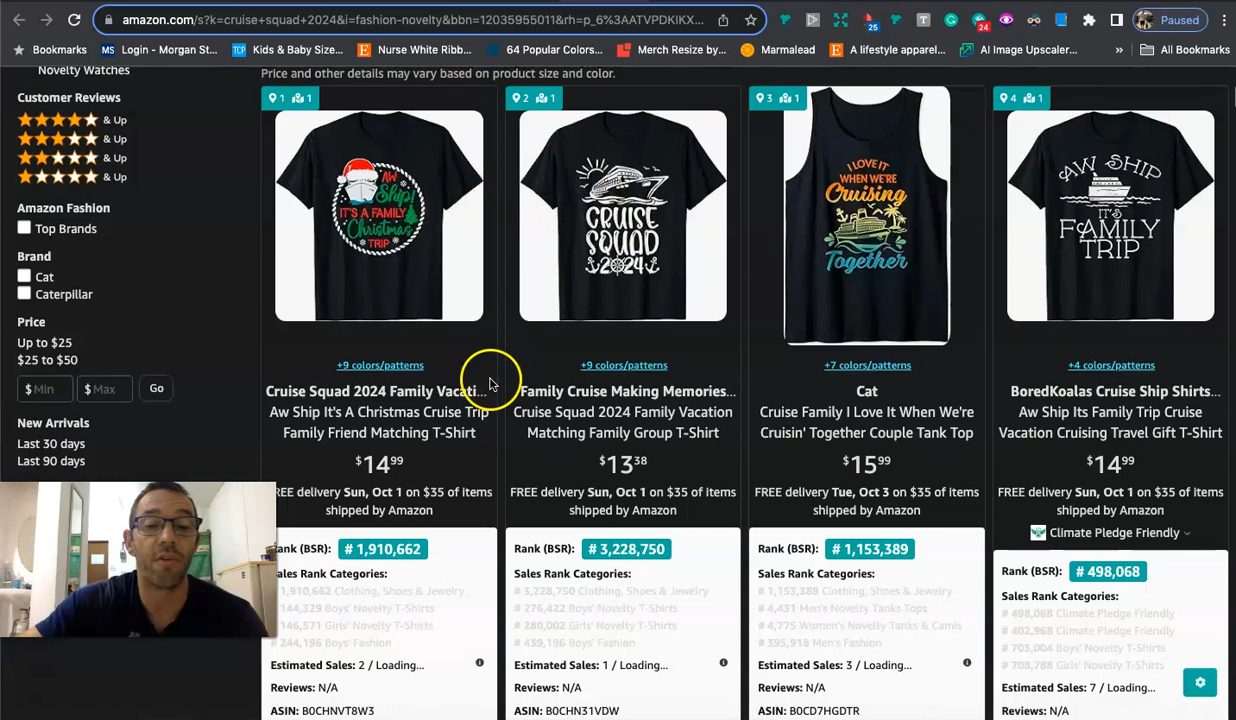 amazon.com/s?k=cruise+squad+2024&i=fashion-novelty&bbn=12035955011&rh=p_6%3AATVPDKIKX...
25
24
Paused
Bookmarks
Login - Morgan St...
Kids & Baby Size...
Nurse White Ribb...
64 Popular Colors...
Merch Resize by...
Marmalead
A lifestyle apparel...
AI Image Upscaler...
»
All Bookmarks
Novelty Watches
Customer Reviews
& Up
& Up
& Up
& Up
Amazon Fashion
Top Brands
Brand
Cat
Caterpillar
Price
Up to $25
$25 to $50
$ Min
$ Max
Go
New Arrivals
Last 30 days
Last 90 days
Price and other details may vary based on product size and color.
1 1
AW
Ship!
IT'S A FAMILY
Christmas
TRIP
+9 colors/patterns
Cruise Squad 2024 Family Vacati...
Aw Ship It's A Christmas Cruise Trip
Family Friend Matching T-Shirt
$14 99
FREE delivery Sun, Oct 1 on $35 of items
shipped by Amazon
ank (BSR): # 1,910,662
ales Rank Categories:
1,910,662 Clothing, Shoes & Jewelry
144,329 Boys' Novelty T-Shirts
146,571 Girls' Novelty T-Shirts
# 244,196 Boys' Fashion
Estimated Sales: 2 / Loading...
Reviews: N/A
ASIN: B0CHNVT8W3
2 1
CRUISE
SQUAD
2024
+9 colors/patterns
Family Cruise Making Memories...
Cruise Squad 2024 Family Vacation
Matching Family Group T-Shirt
$13 38
FREE delivery Sun, Oct 1 on $35 of items
shipped by Amazon
Rank (BSR): # 3,228,750
Sales Rank Categories:
# 3,228,750 Clothing, Shoes & Jewelry
# 276,422 Boys' Novelty T-Shirts
# 280,002 Girls' Novelty T-Shirts
# 439,196 Boys' Fashion
Estimated Sales: 1 / Loading...
Reviews: N/A
ASIN: B0CHN31VDW
3 1
I LOVE IT
WHEN WE'RE
Cruising
Together
+7 colors/patterns
Cat
Cruise Family I Love It When We're
Cruisin' Together Couple Tank Top
$15 99
FREE delivery Tue, Oct 3 on $35 of items
shipped by Amazon
Rank (BSR): # 1,153,389
Sales Rank Categories:
# 1,153,389 Clothing, Shoes & Jewelry
# 4,431 Men's Novelty Tanks Tops
# 4,775 Women's Novelty Tanks & Camis
# 395,918 Men's Fashion
Estimated Sales: 3 / Loading...
Reviews: N/A
ASIN: B0CD7HGDTR
4 1
AW SHIP
IT'S
FAMILY
TRIP
+4 colors/patterns
BoredKoalas Cruise Ship Shirts...
Aw Ship Its Family Trip Cruise
Vacation Cruising Travel Gift T-Shirt
$14 99
FREE delivery Sun, Oct 1 on $35 of items
shipped by Amazon
Climate Pledge Friendly
Rank (BSR): # 498,068
Sales Rank Categories:
# 498,068 Climate Pledge Friendly
# 402,968 Climate Pledge Friendly
# 703,004 Boys' Novelty T-Shirts
# 708,788 Girls' Novelty T-Shirts
Estimated Sales: 7 / Loading...
Reviews: N/A